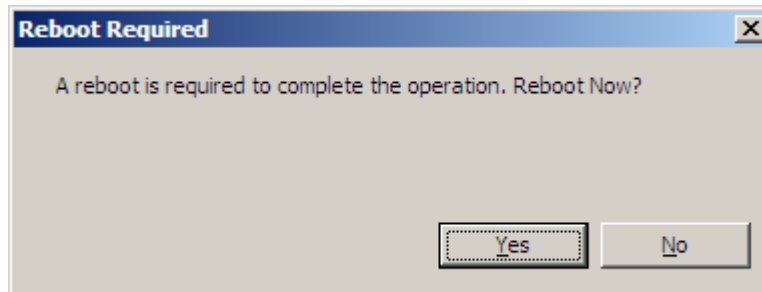 Reboot Required
A reboot is required to complete the operation. Reboot Now?
Yes
No